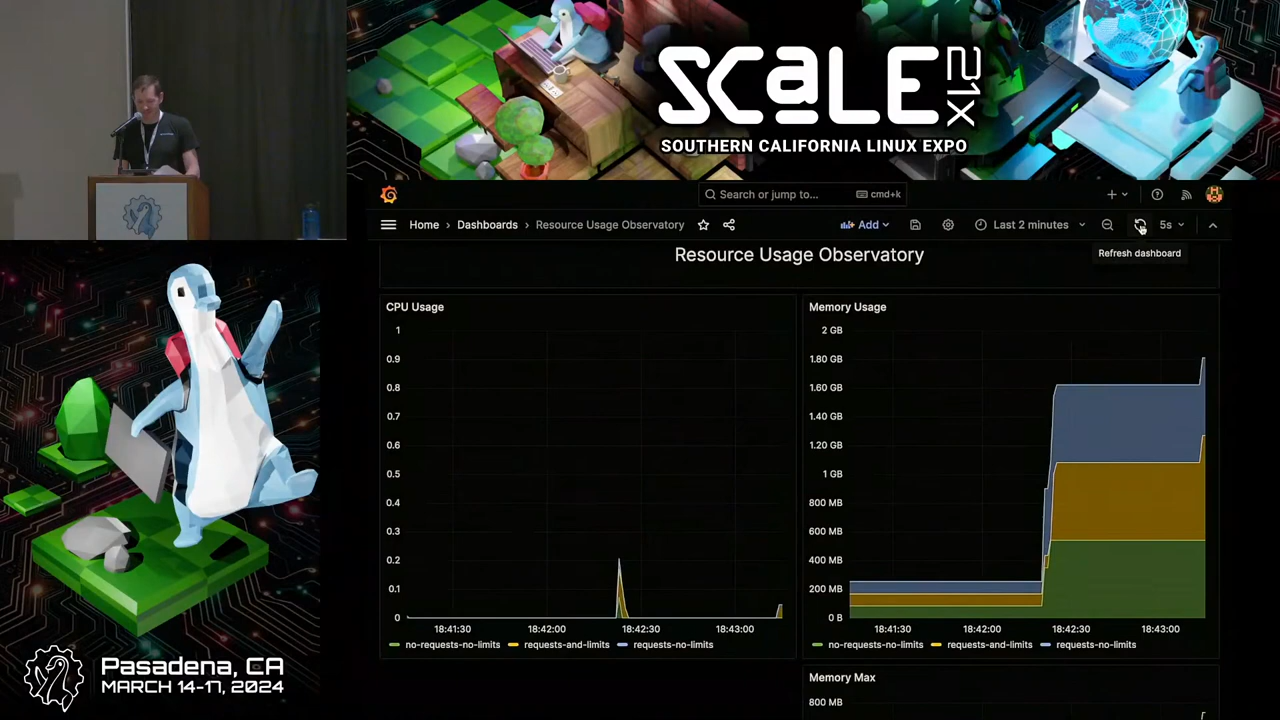 SCaLE 21X
SOUTHERN CALIFORNIA LINUX EXPO
Search or jump to... cmd+k
Home > Dashboards > Resource Usage Observatory
Add
Last 2 minutes
5s
Refresh dashboard
Resource Usage Observatory
CPU Usage
1
0.9
0.8
0.7
0.6
0.5
0.4
0.3
0.2
0.1
0
18:41:30 18:42:00 18:42:30 18:43:00
no-requests-no-limits requests-and-limits requests-no-limits
Memory Usage
2 GB
1.80 GB
1.60 GB
1.40 GB
1.20 GB
1 GB
800 MB
600 MB
400 MB
200 MB
0 B
18:41:30 18:42:00 18:42:30 18:43:00
no-requests-no-limits requests-and-limits requests-no-limits
Memory Max
800 MB
Pasadena, CA
MARCH 14-17, 2024